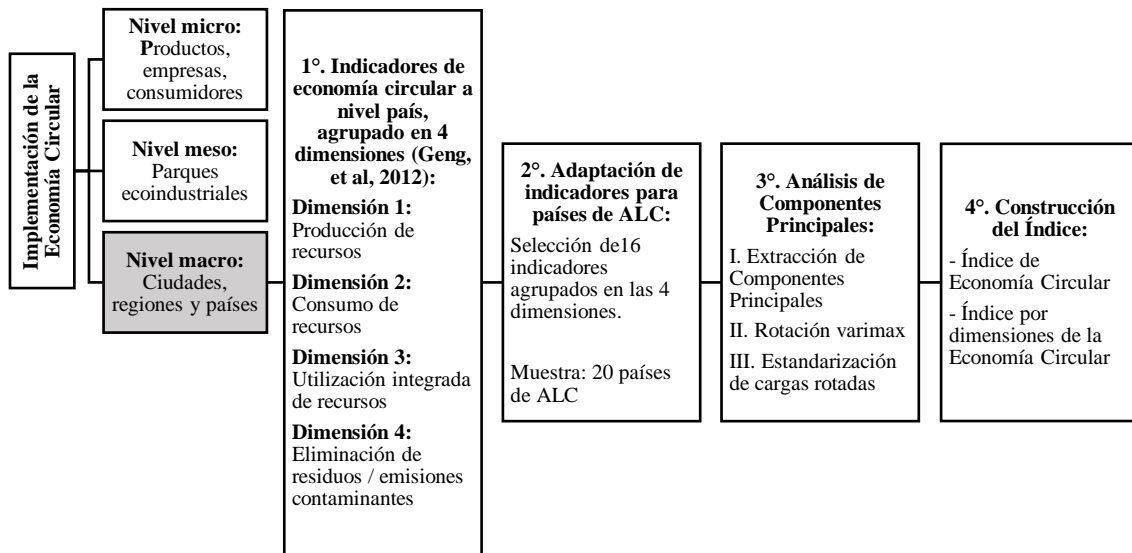 Implementación de la
Economía Circular
Nivel micro:
Productos,
empresas,
consumidores
Nivel meso:
Parques
ecoindustriales
Nivel macro:
Ciudades,
regiones y países
1°. Indicadores de
economía circular a
nivel país,
agrupado en 4
dimensiones (Geng,
et al, 2012):
Dimensión 1:
Producción de
recursos
Dimensión 2:
Consumo de
recursos
Dimensión 3:
Utilización integrada
de recursos
Dimensión 4:
Eliminación de
residuos / emisiones
contaminantes
2°. Adaptación de
indicadores para
países de ALC:
Selección de16
indicadores
agrupados en las 4
dimensiones.
Muestra: 20 países
de ALC
3°. Análisis de
Componentes
Principales:
I. Extracción de
Componentes
Principales
II. Rotación varimax
III. Estandarización
de cargas rotadas
4°. Construcción
del Índice:
- Índice de
Economía Circular
- Índice por
dimensiones de la
Economía Circular